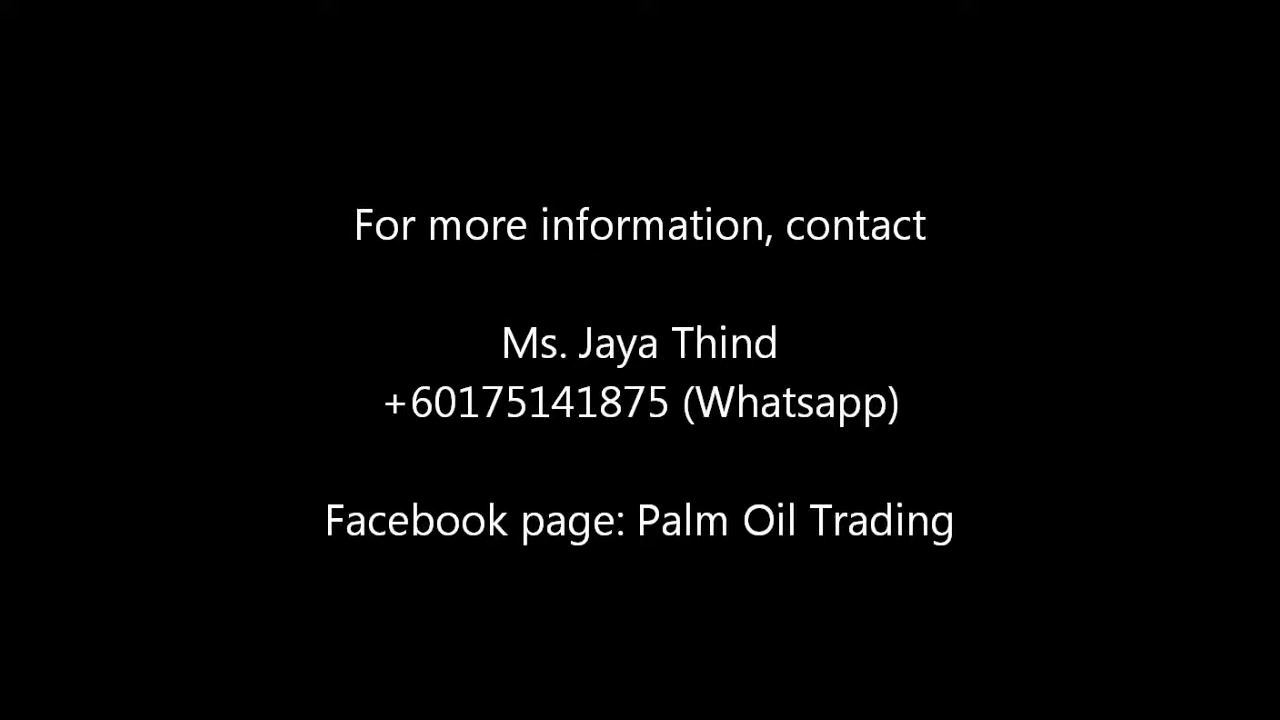 For more information, contact
Ms. Jaya Thind
+60175141875 (Whatsapp)
Facebook page: Palm Oil Trading